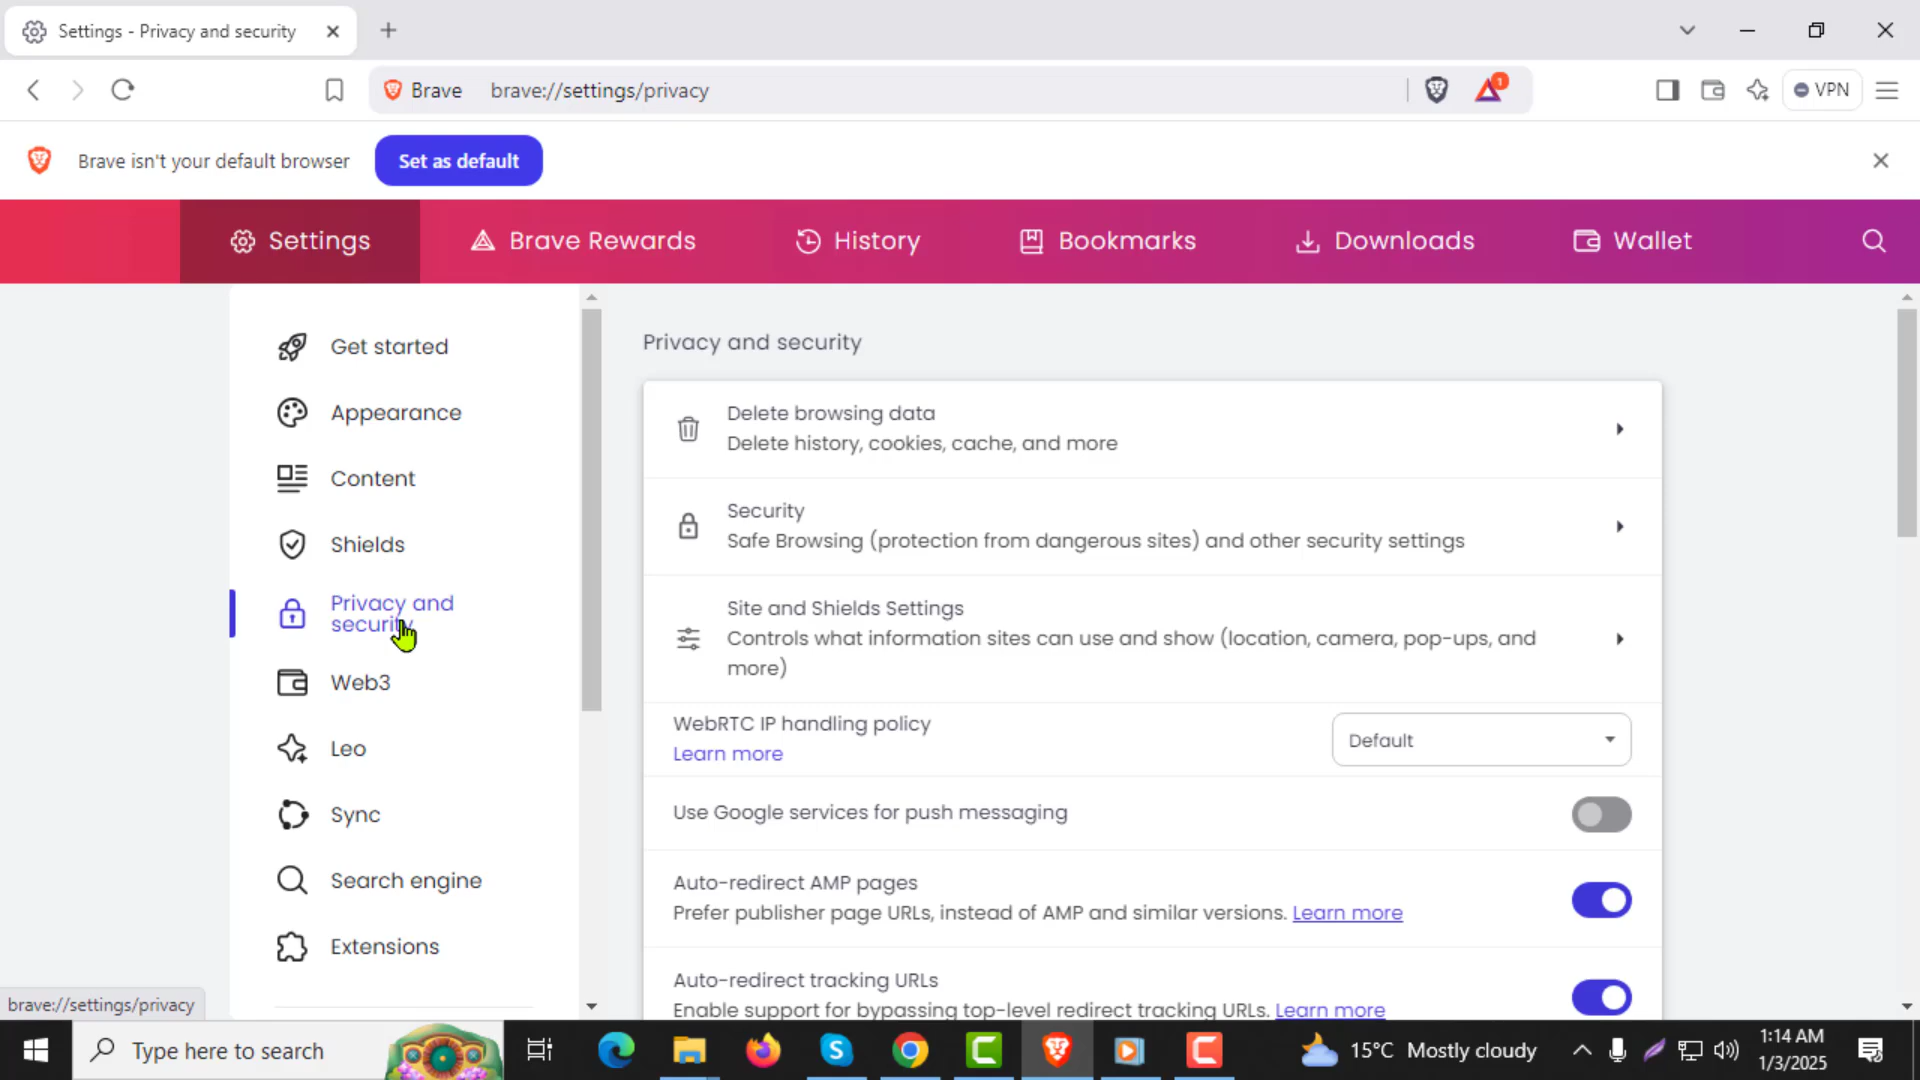 Settings - Privacy and security
Brave
brave://settings/privacy
1
VPN
Brave isn't your default browser
Set as default
Settings
Brave Rewards
History
Bookmarks
Downloads
Wallet
Get started
Appearance
Content
Shields
Privacy and
security
Web3
Leo
Sync
Search engine
Extensions
Privacy and security
Delete browsing data
Delete history, cookies, cache, and more
Security
Safe Browsing (protection from dangerous sites) and other security settings
Site and Shields Settings
Controls what information sites can use and show (location, camera, pop-ups, and
more)
WebRTC IP handling policy
Learn more
Default
Use Google services for push messaging
Auto-redirect AMP pages
Prefer publisher page URLs, instead of AMP and similar versions. Learn more
Auto-redirect tracking URLs
Enable support for bypassing top-level redirect tracking URLs. Learn more
brave://settings/privacy
Type here to search
15°C Mostly cloudy
1:14 AM
1/3/2025